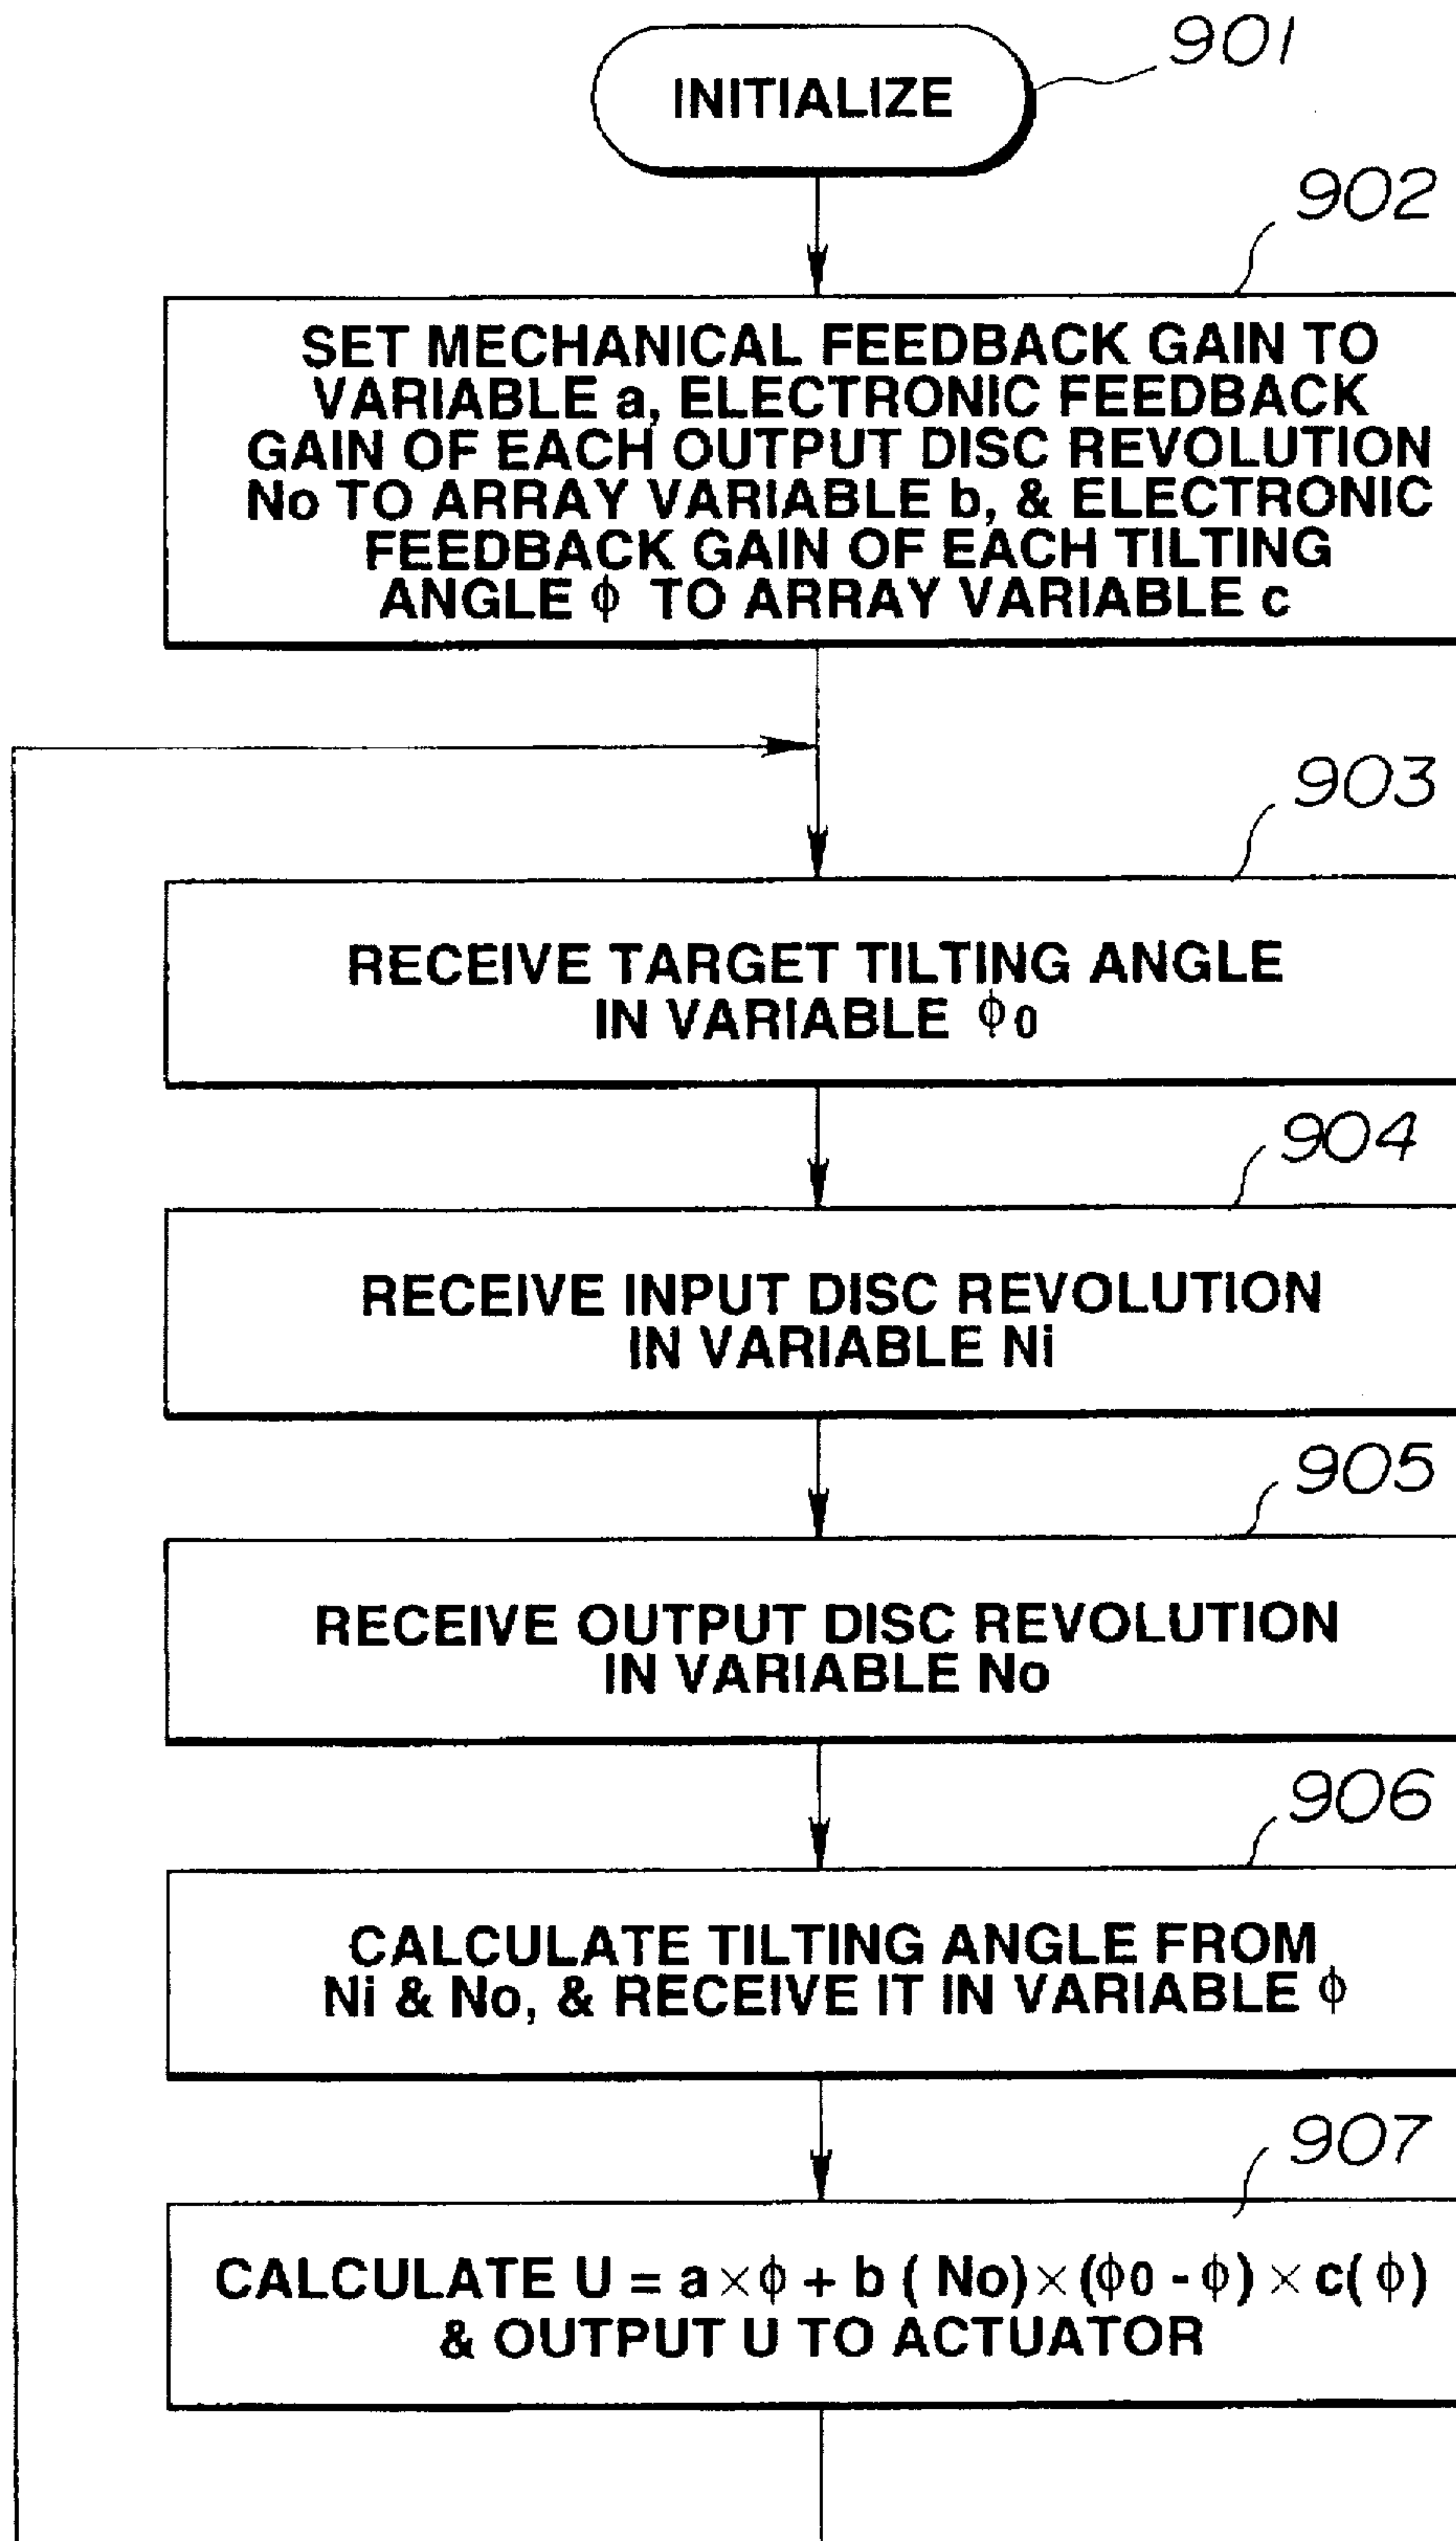 901
INITIALIZE
902
SET MECHANICAL FEEDBACK GAIN TO
VARIABLE a, ELECTRONIC FEEDBACK
GAIN OF EACH OUTPUT DISC REVOLUTION
No TO ARRAY VARIABLE b, & ELECTRONIC
FEEDBACK GAIN OF EACH TILTING
ANGLE ϕ TO ARRAY VARIABLE c
903
RECEIVE TARGET TILTING ANGLE
IN VARIABLE ϕ0
904
RECEIVE INPUT DISC REVOLUTION
IN VARIABLE Ni
905
RECEIVE OUTPUT DISC REVOLUTION
IN VARIABLE No
906
CALCULATE TILTING ANGLE FROM
Ni & No, & RECEIVE IT IN VARIABLE ϕ
907
CALCULATE U = a × ϕ + b ( No) × (ϕ0 - ϕ) × c( ϕ)
& OUTPUT U TO ACTUATOR